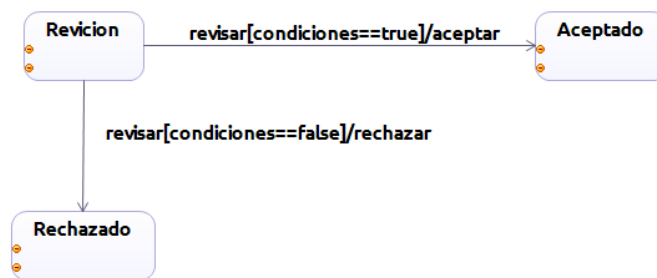 Revicion
revisar[condiciones==true]/aceptar
Aceptado
revisar[condiciones==false]/rechazar
Rechazado